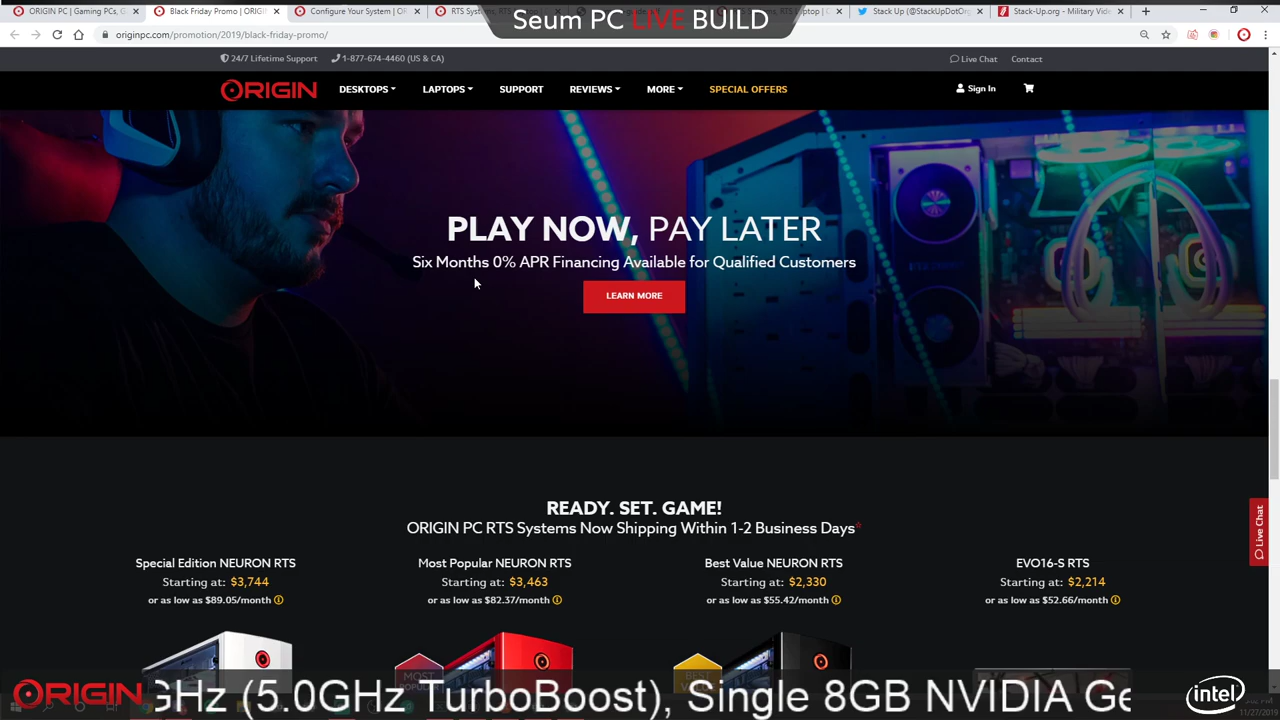 Seum PC LIVE BUILD
ORIGIN PC | Gaming PCs, G
Black Friday Promo | ORIGI
Configure Your System | OR
RTS Sys
RTS Laptop | C
Stack Up (@StackUpDotOrg
Stack-Up.org - Military Vide
originpc.com/promotion/2019/black-friday-promo/
24/7 Lifetime Support 1-877-674-4460 (US & CA) Live Chat Contact
ORIGIN DESKTOPS LAPTOPS SUPPORT REVIEWS MORE SPECIAL OFFERS Sign In
PLAY NOW, PAY LATER
Six Months 0% APR Financing Available for Qualified Customers
LEARN MORE
READY. SET. GAME!
ORIGIN PC RTS Systems Now Shipping Within 1-2 Business Days*
Special Edition NEURON RTS
Starting at: $3,744
or as low as $89.05/month
Most Popular NEURON RTS
Starting at: $3,463
or as low as $82.37/month
Best Value NEURON RTS
Starting at: $2,330
or as low as $55.42/month
EVO16-S RTS
Starting at: $2,214
or as low as $52.66/month
Live Chat
MOST POPULAR
BEST
ORIGIN GHz (5.0GHz TurboBoost), Single 8GB NVIDIA Ge
intel
11/27/2019